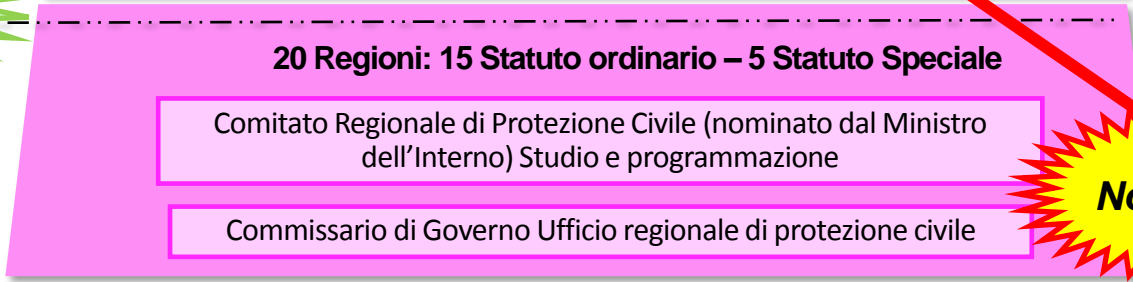 20 Regioni: 15 Statuto ordinario – 5 Statuto Speciale
Comitato Regionale di Protezione Civile (nominato dal Ministro
dell’Interno) Studio e programmazione
Commissario di Governo Ufficio regionale di protezione civile